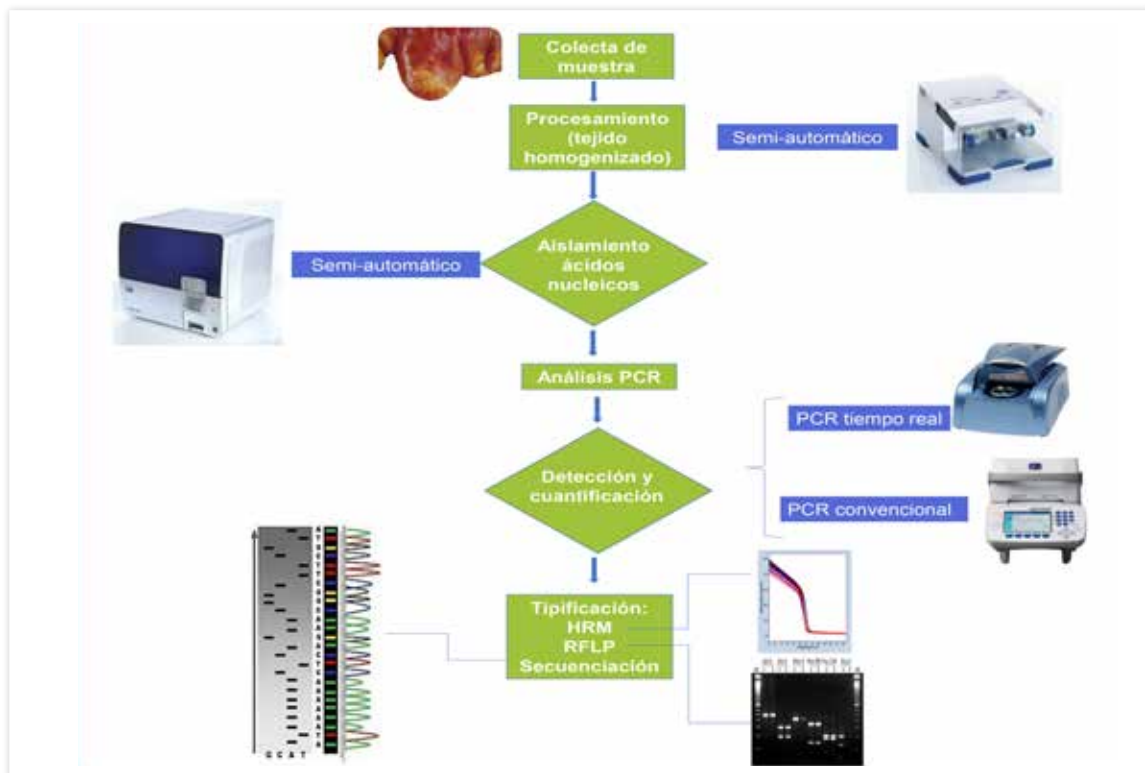 Colecta de
muestra
Procesamiento
(tejido
homogenizado)
Semi-automático
Aislamiento
ácidos
nucleicos
Semi-automático
Análisis PCR
PCR tiempo real
Detección y
cuantificación
PCR convencional
Tipificación:
HRM
RFLP
Secuenciación
G C A T